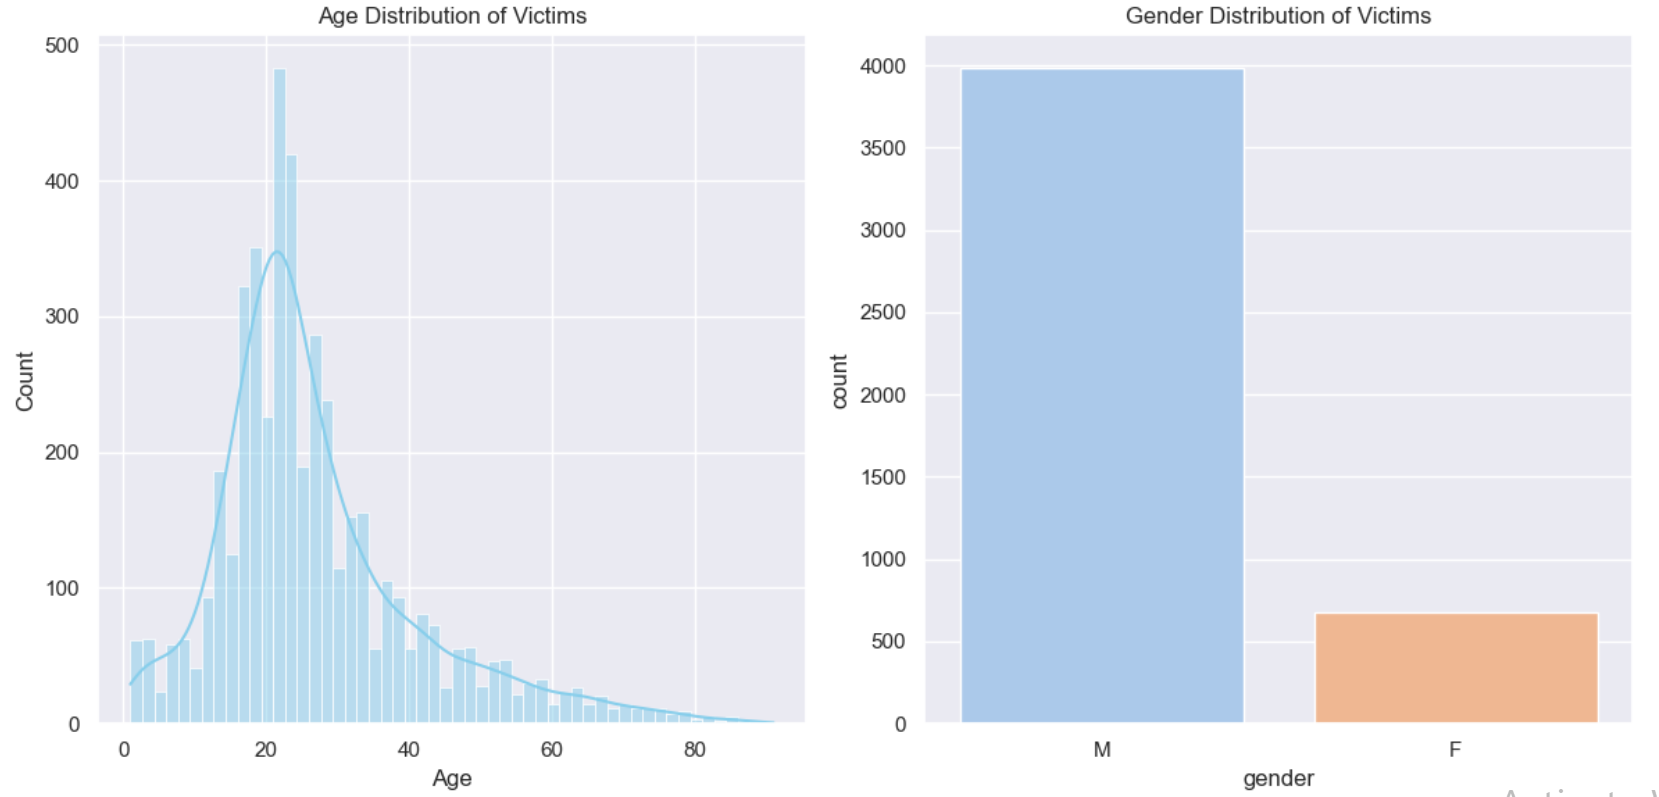 Age Distribution of Victims
500
400
300
200
100
0
Count
0 20 40 60 80
Age
Gender Distribution of Victims
4000
3500
3000
2500
2000
1500
1000
500
0
count
M F
gender